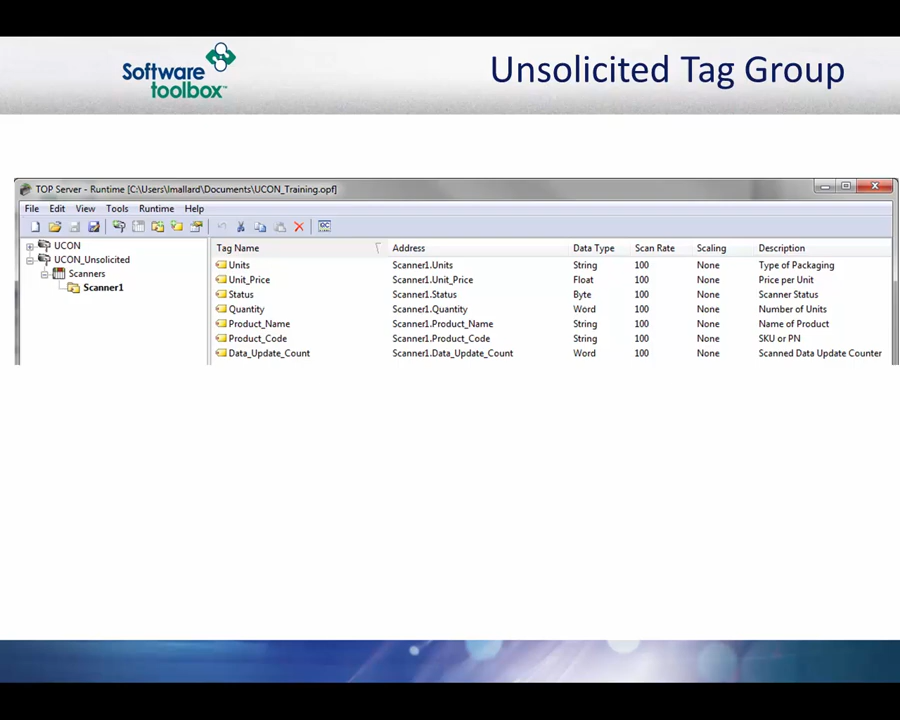 Software
toolbox™
Unsolicited Tag Group
TOP Server - Runtime [C:\Users\lmallard\Documents\UCON_Training.opf]
File Edit View Tools Runtime Help
UCON
UCON_Unsolicited
Scanners
Scanner1
Tag Name Address Data Type Scan Rate Scaling Description
Units Scanner1.Units String 100 None Type of Packaging
Unit_Price Scanner1.Unit_Price Float 100 None Price per Unit
Status Scanner1.Status Byte 100 None Scanner Status
Quantity Scanner1.Quantity Word 100 None Number of Units
Product_Name Scanner1.Product_Name String 100 None Name of Product
Product_Code Scanner1.Product_Code String 100 None SKU or PN
Data_Update_Count Scanner1.Data_Update_Count Word 100 None Scanned Data Update Counter